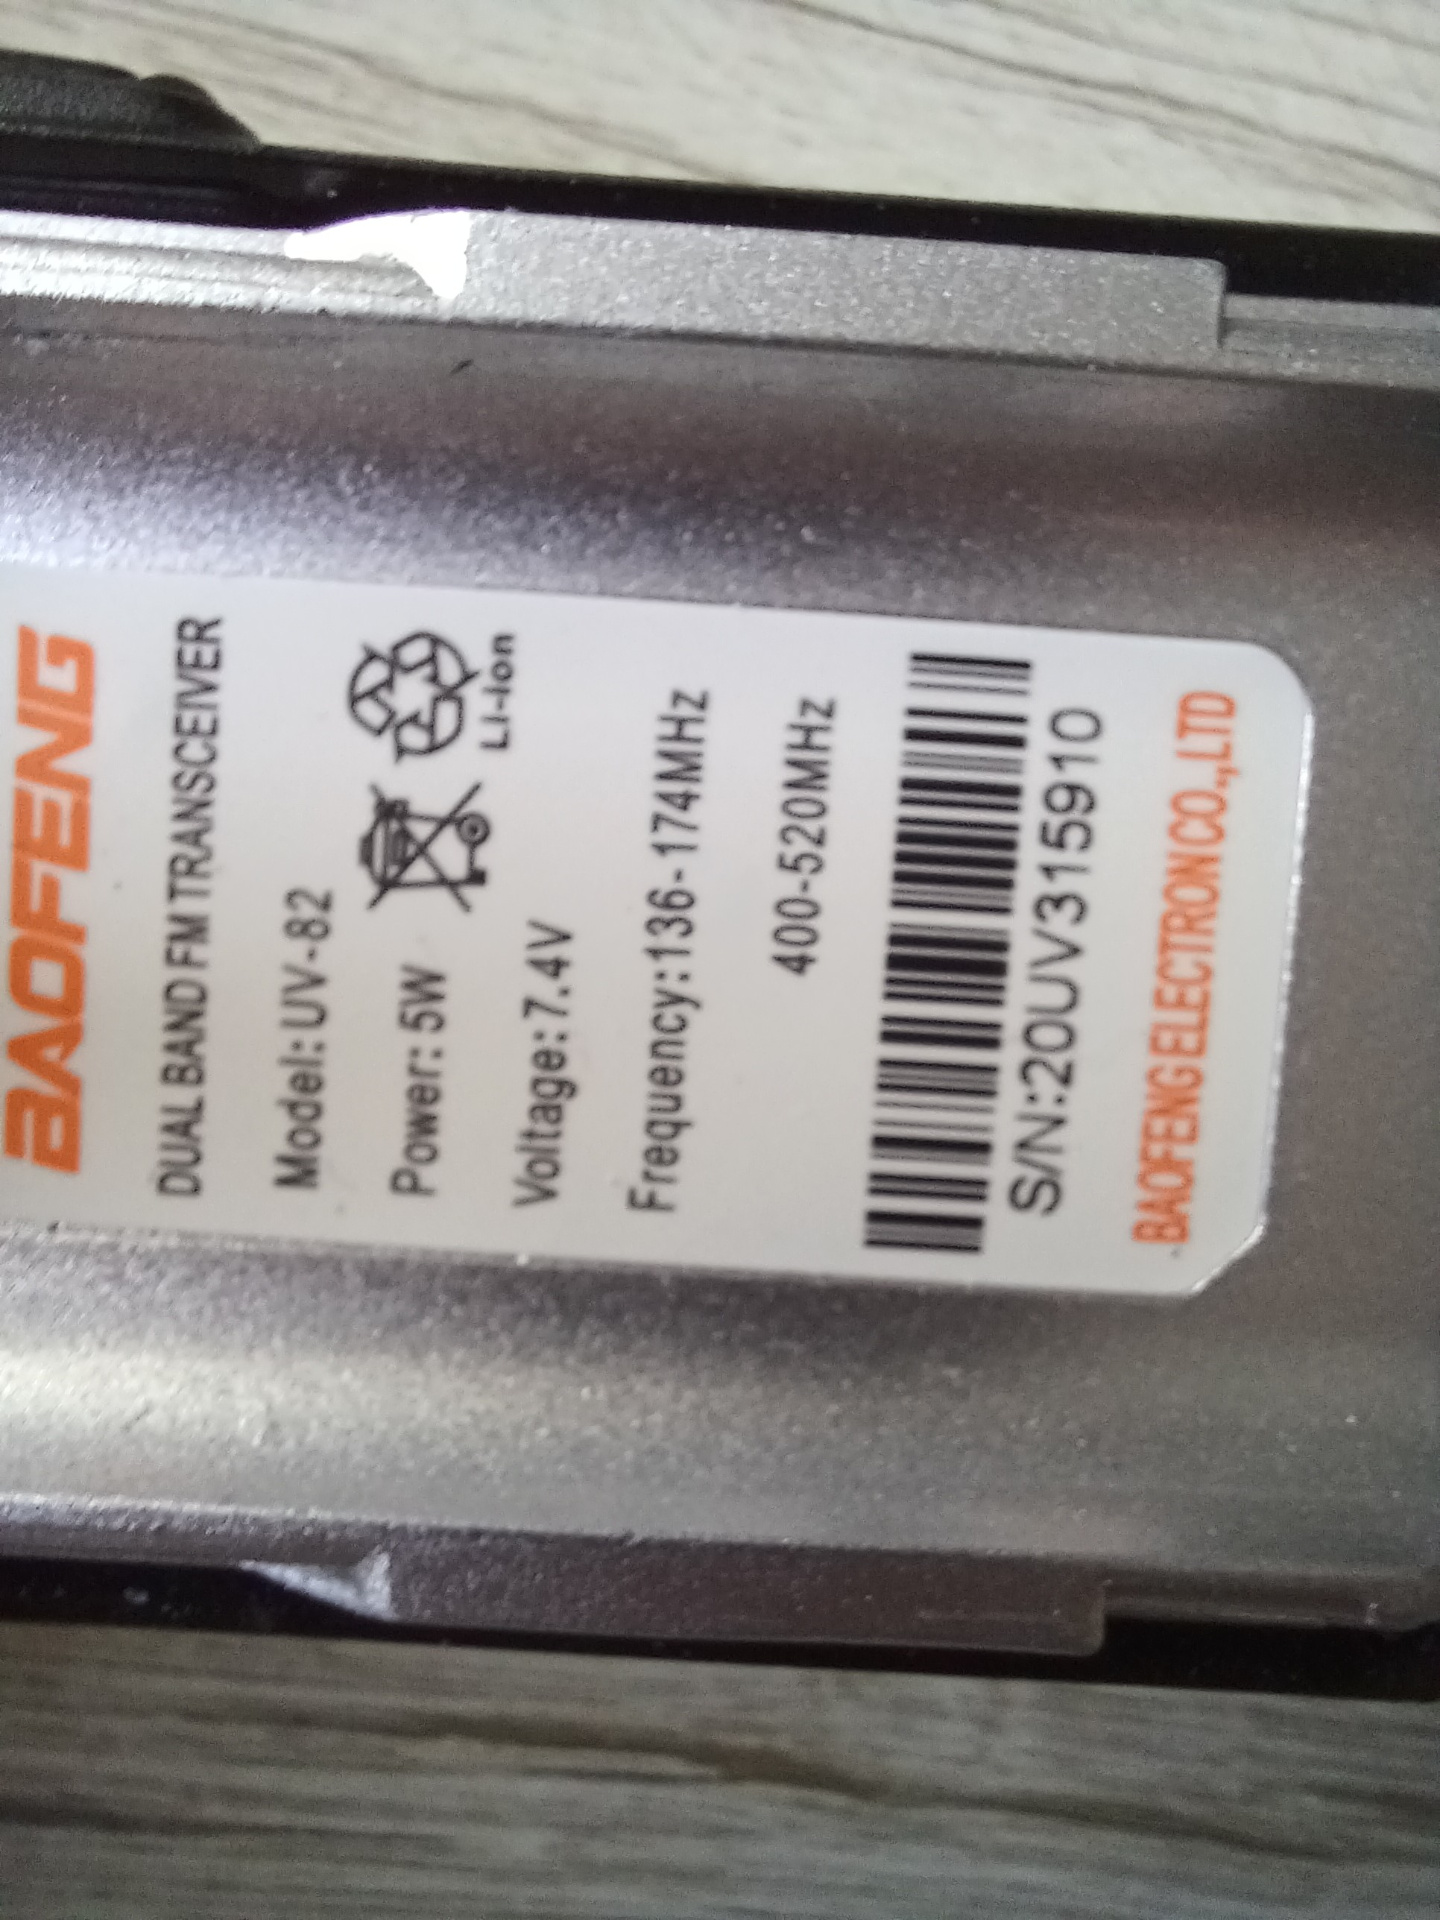 BAOFENG
DUAL BAND FM TRANSCEIVER
Model:UV-82
Power:5W
Li-ion
Voltage:7.4V
Frequency:136-174MHz
400-520MHz
S/N:20UV315910
BAOFENG ELECTRON CO.,LTD